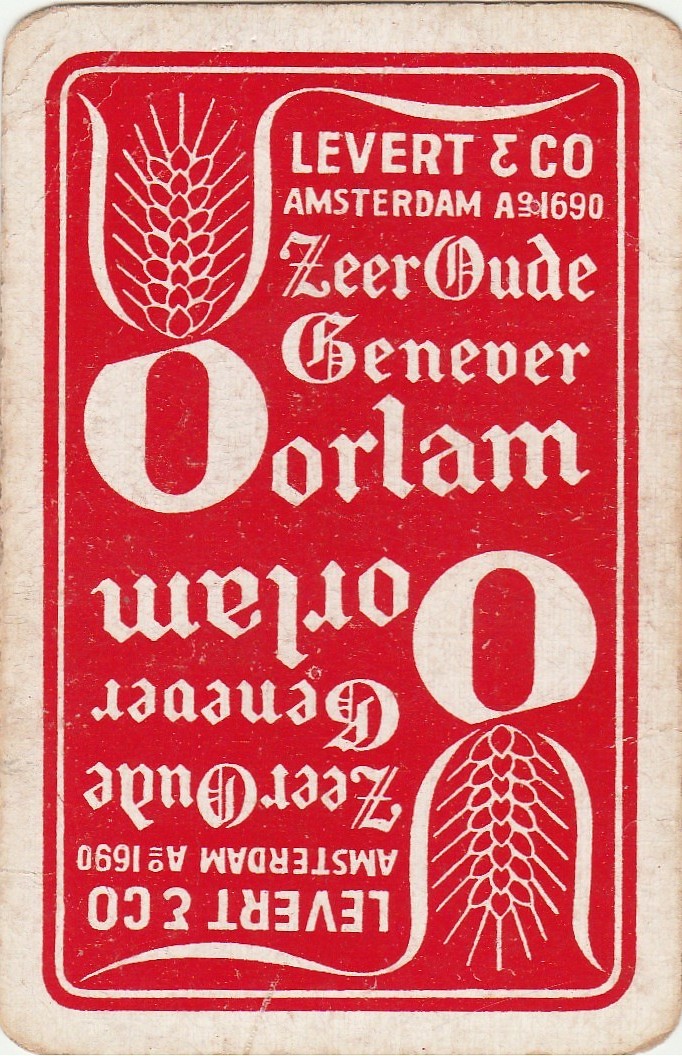 LEVERT & CO
AMSTERDAM Aº 1690
Zeer Oude
Genever
Oorlam
Oorlam
Genever
Zeer Oude
AMSTERDAM Aº 1690
LEVERT & CO